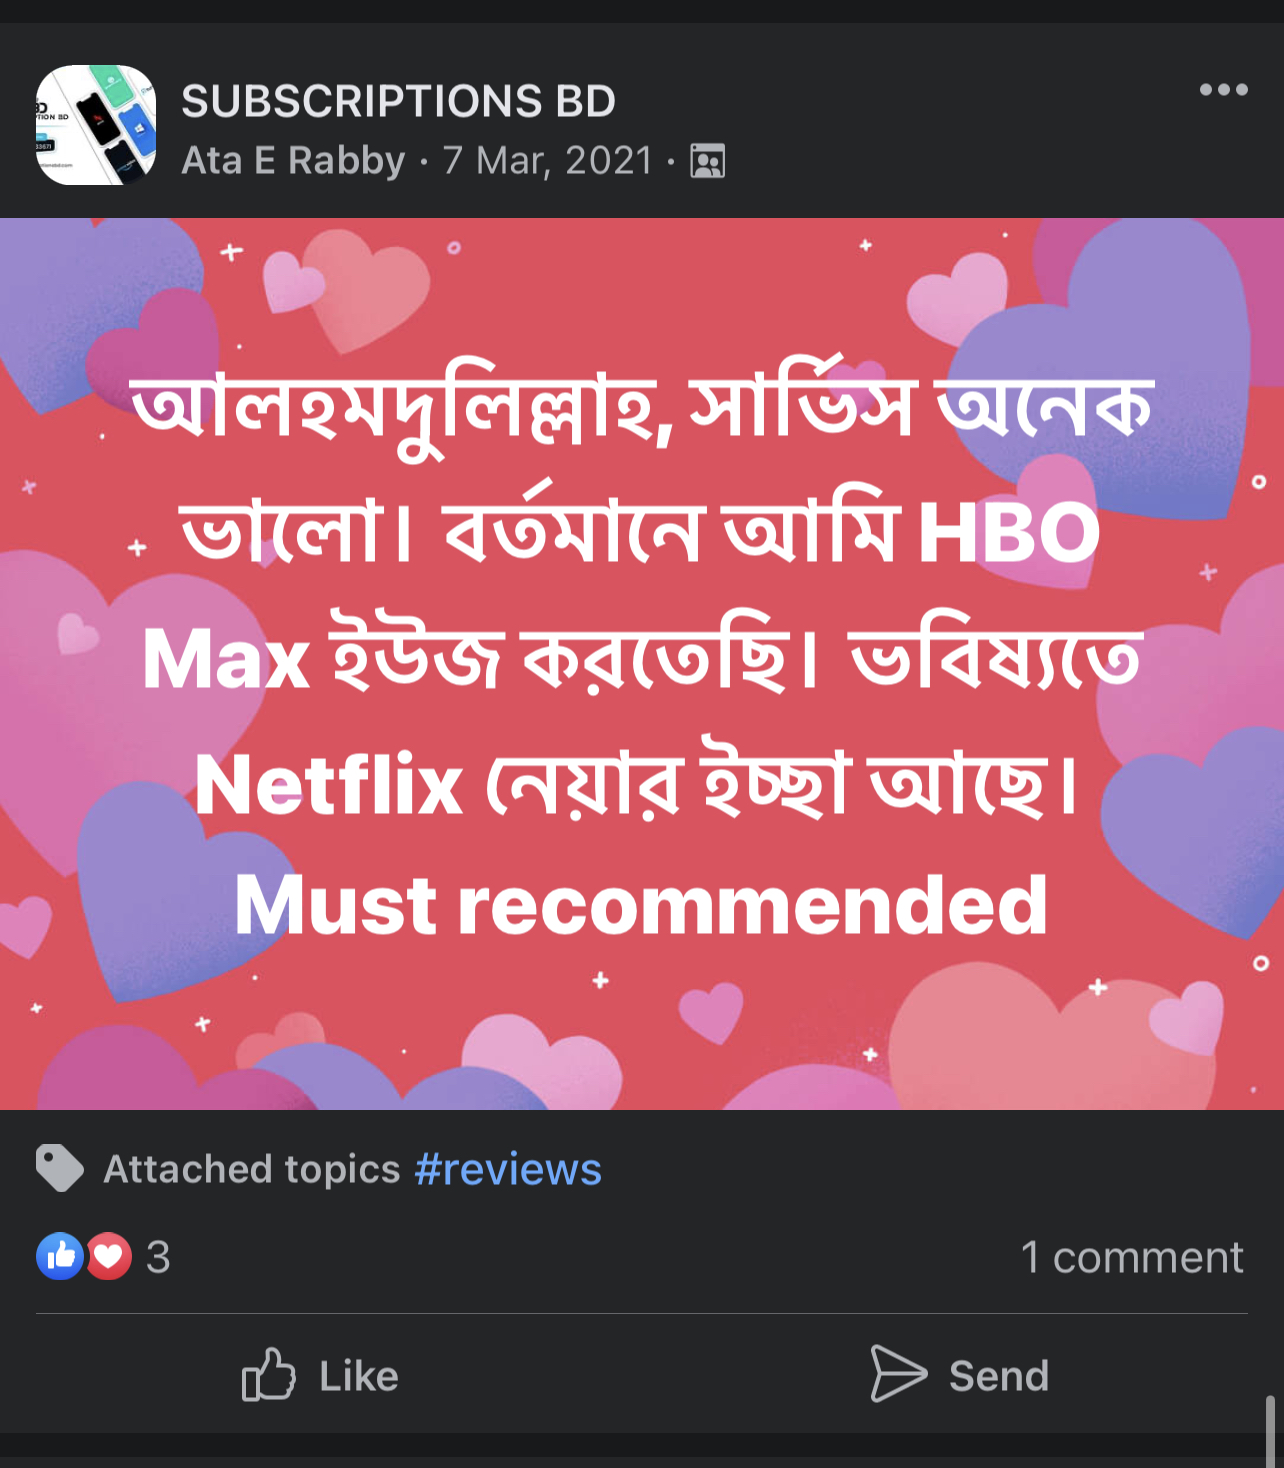 SUBSCRIPTIONS BD
Ata E Rabby · 7 Mar, 2021 ·
আলহমদুলিল্লাহ, সার্ভিস অনেক
ভালো। বর্তমানে আমি HBO
Max ইউজ করতেছি। ভবিষ্যতে
Netflix নেয়ার ইচ্ছা আছে।
Must recommended
Attached topics #reviews
3 1 comment
Like Send